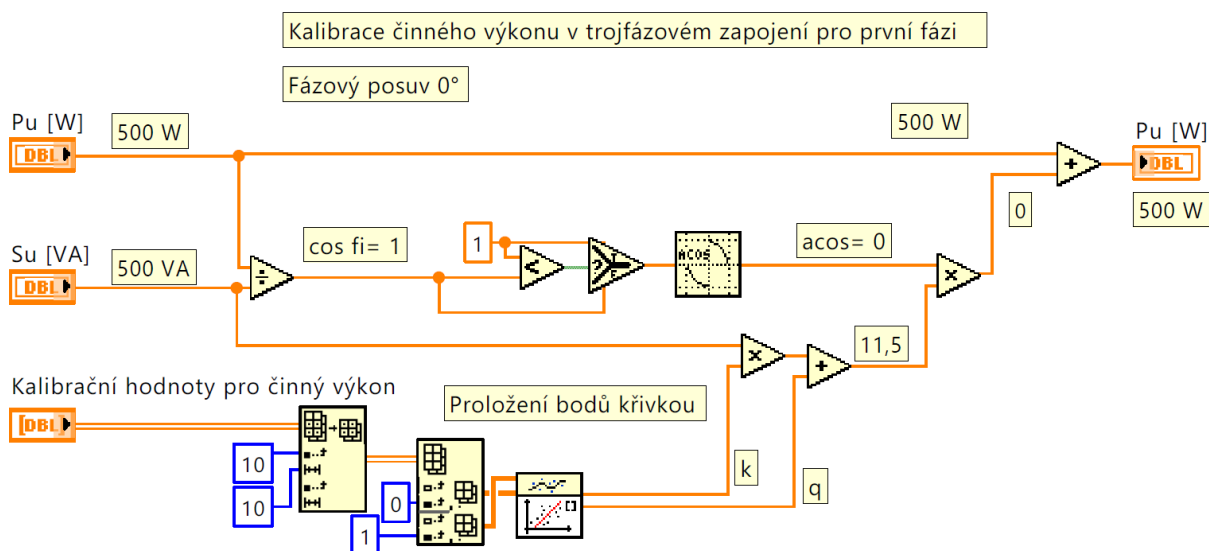 Kalibrace činného výkonu v trojfázovém zapojení pro první fázi
Fázový posuv 0°
Pu [W]
500 W
500 W
Pu [W]
DBL
DBL
0
500 W
Su [VA]
500 VA
cos fi= 1
1
acos= 0
DBL
ACOS
11,5
Kalibrační hodnoty pro činný výkon
Proložení bodů křivkou
[DBL]
10
10
0
1
k
q